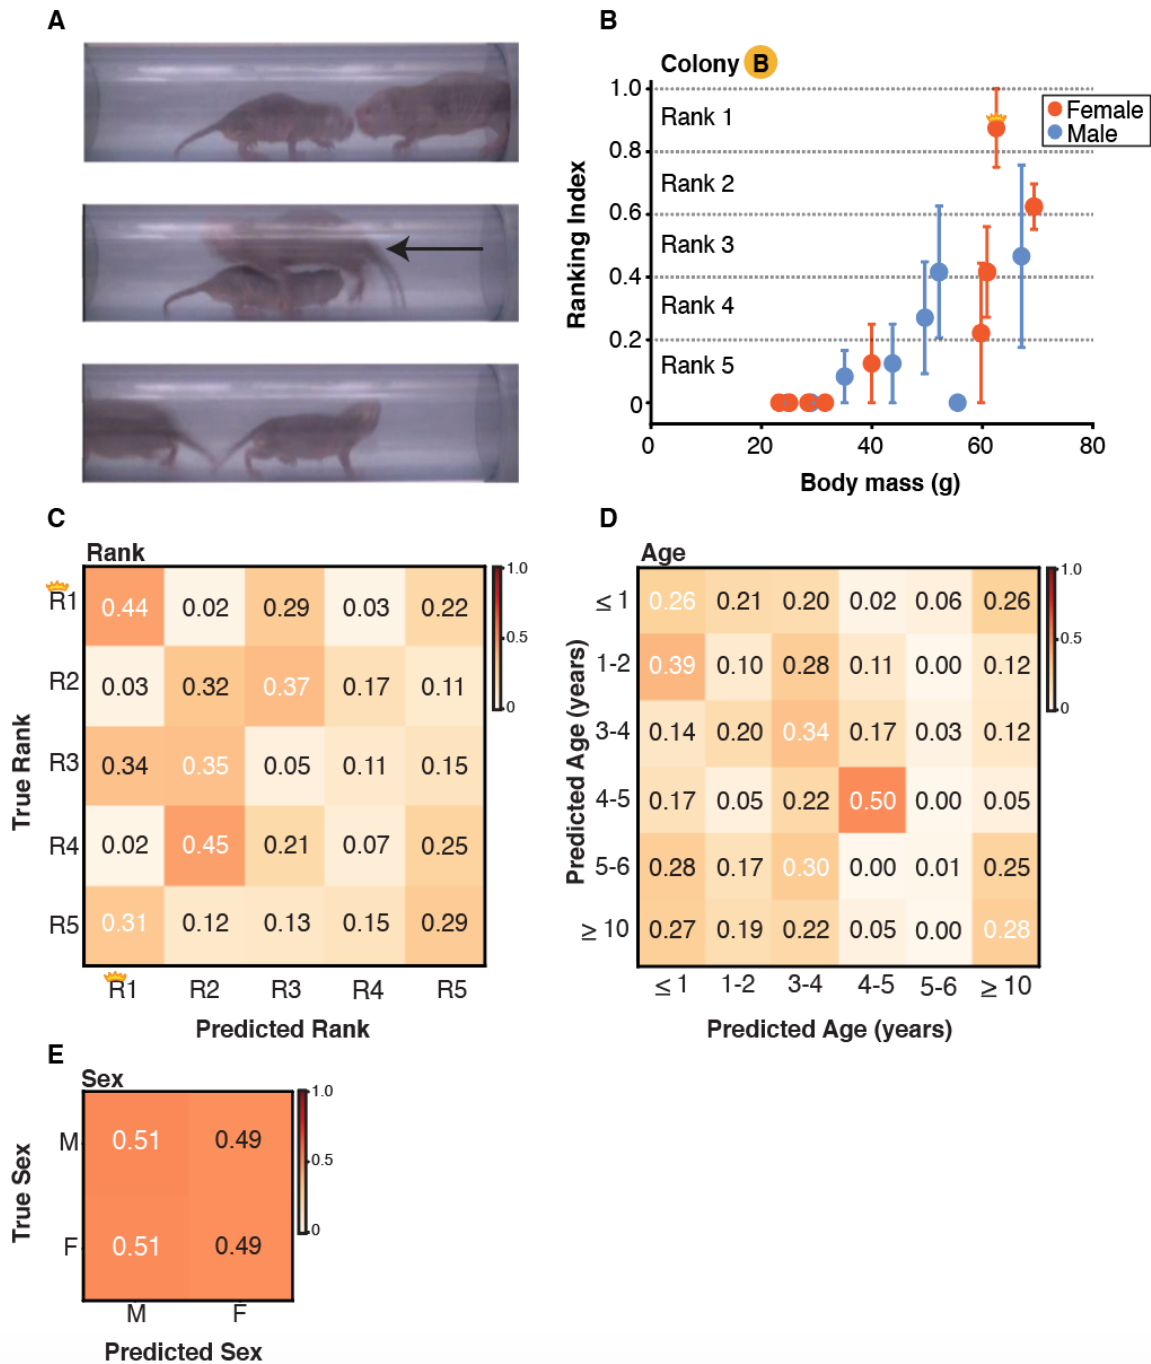 A
B
Colony B
1.0
0.8
0.6
0.4
0.2
0
Ranking Index
Rank 1
Rank 2
Rank 3
Rank 4
Rank 5
Female
Male
0 20 40 60 80
Body mass (g)
C
Rank
R1 0.44 0.02 0.29 0.03 0.22
R2 0.03 0.32 0.37 0.17 0.11
R3 0.34 0.35 0.05 0.11 0.15
R4 0.02 0.45 0.21 0.07 0.25
R5 0.31 0.12 0.13 0.15 0.29
True Rank
R1 R2 R3 R4 R5
Predicted Rank
1.0
0.5
0
D
Age
≤ 1 0.26 0.21 0.20 0.02 0.06 0.26
1-2 0.39 0.10 0.28 0.11 0.00 0.12
3-4 0.14 0.20 0.34 0.17 0.03 0.12
4-5 0.17 0.05 0.22 0.50 0.00 0.05
5-6 0.28 0.17 0.30 0.00 0.01 0.25
≥ 10 0.27 0.19 0.22 0.05 0.00 0.28
Predicted Age (years)
≤ 1 1-2 3-4 4-5 5-6 ≥ 10
Predicted Age (years)
1.0
0.5
0
E
Sex
M 0.51 0.49
F 0.51 0.49
True Sex
M F
Predicted Sex
1.0
0.5
0